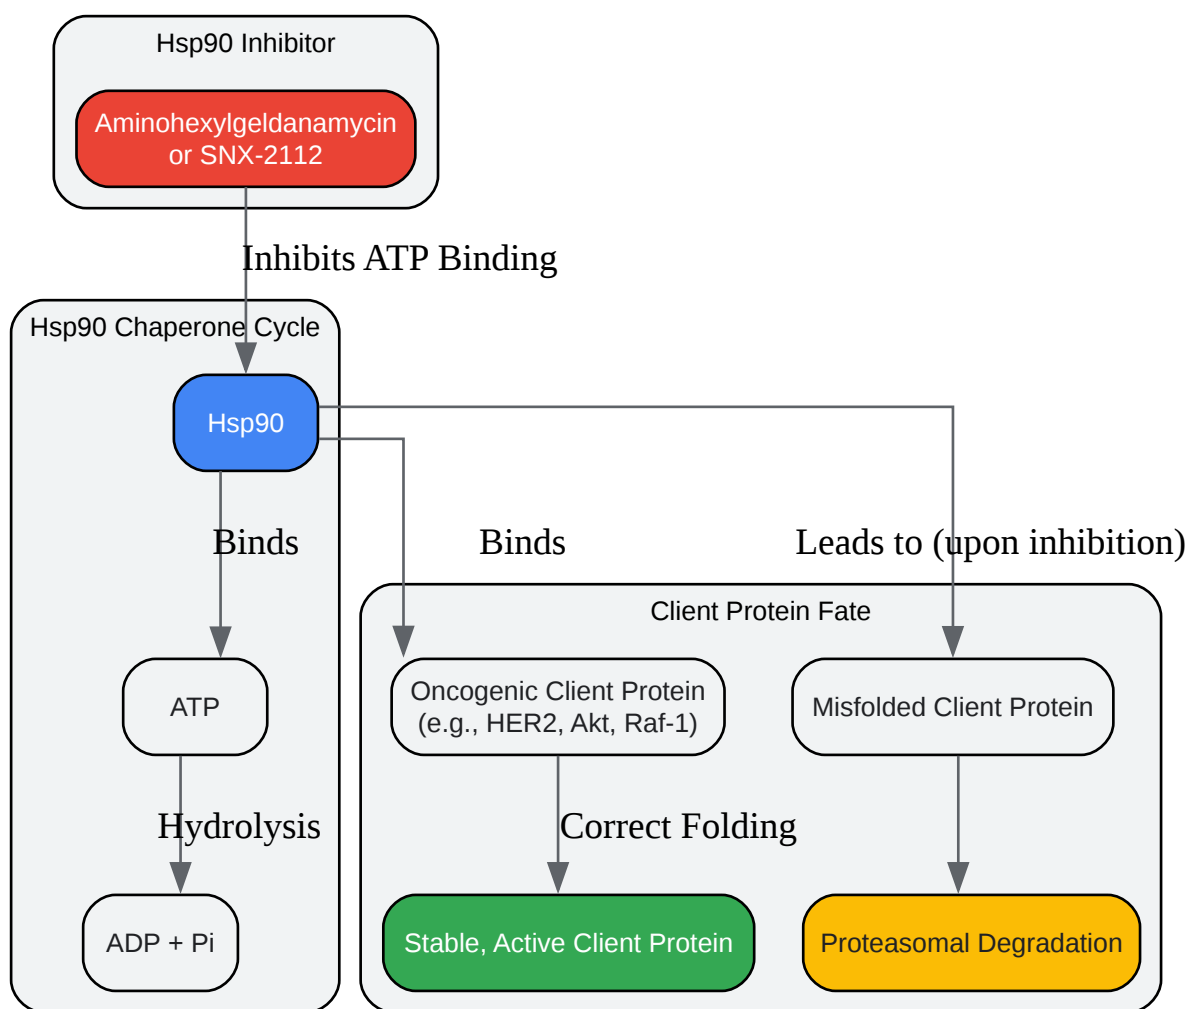 Hsp90 Inhibitor
Aminohexylgeldanamycin
or SNX-2112
Inhibits ATP Binding
Hsp90 Chaperone Cycle
Hsp90
Binds
Binds
Leads to (upon inhibition)
Client Protein Fate
ATP
Oncogenic Client Protein
(e.g., HER2, Akt, Raf-1)
Misfolded Client Protein
Hydrolysis
Correct Folding
ADP + Pi
Stable, Active Client Protein
Proteasomal Degradation